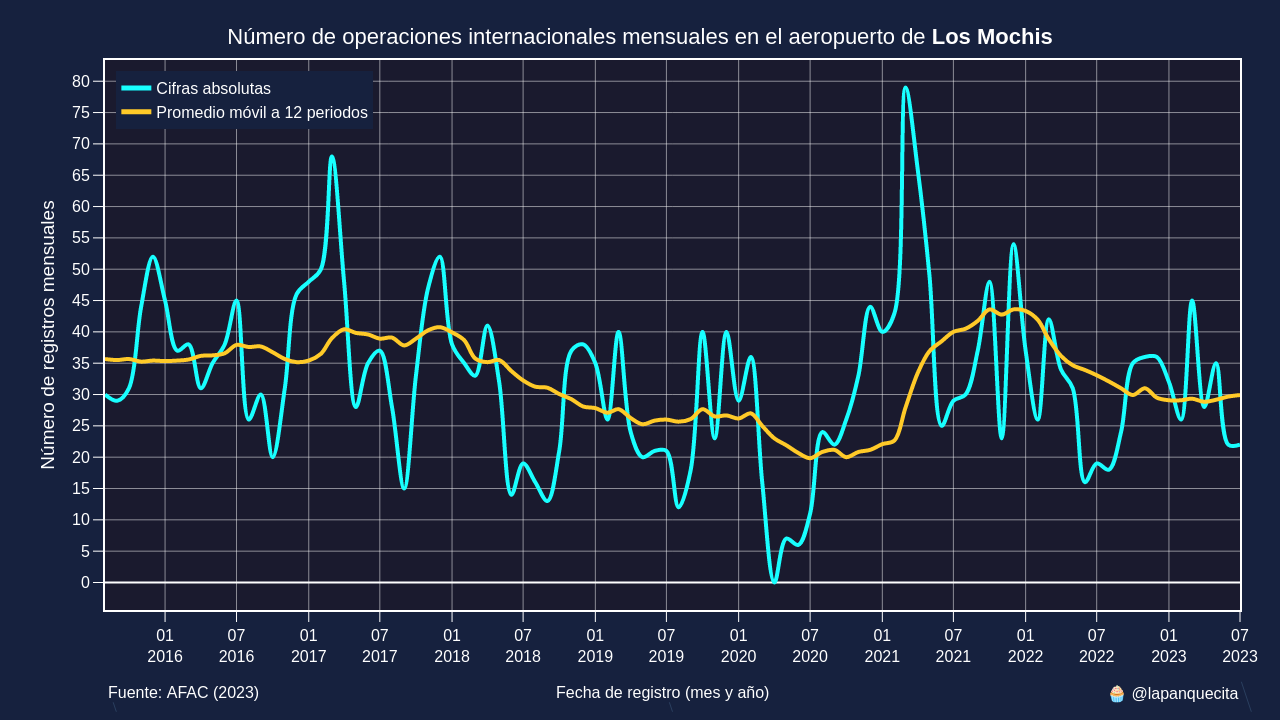 Número de operaciones internacionales mensuales en el aeropuerto de Los Mochis
Cifras absolutas
Promedio móvil a 12 periodos
Número de registros mensuales
80
75
70
65
60
55
50
45
40
35
30
25
20
15
10
5
0
01 07 01 07 01 07 01 07 01 07 01 07 01 07 01 07
2016 2016 2017 2017 2018 2018 2019 2019 2020 2020 2021 2021 2022 2022 2023 2023
Fuente: AFAC (2023)
Fecha de registro (mes y año)
🧁 @lapanquecita